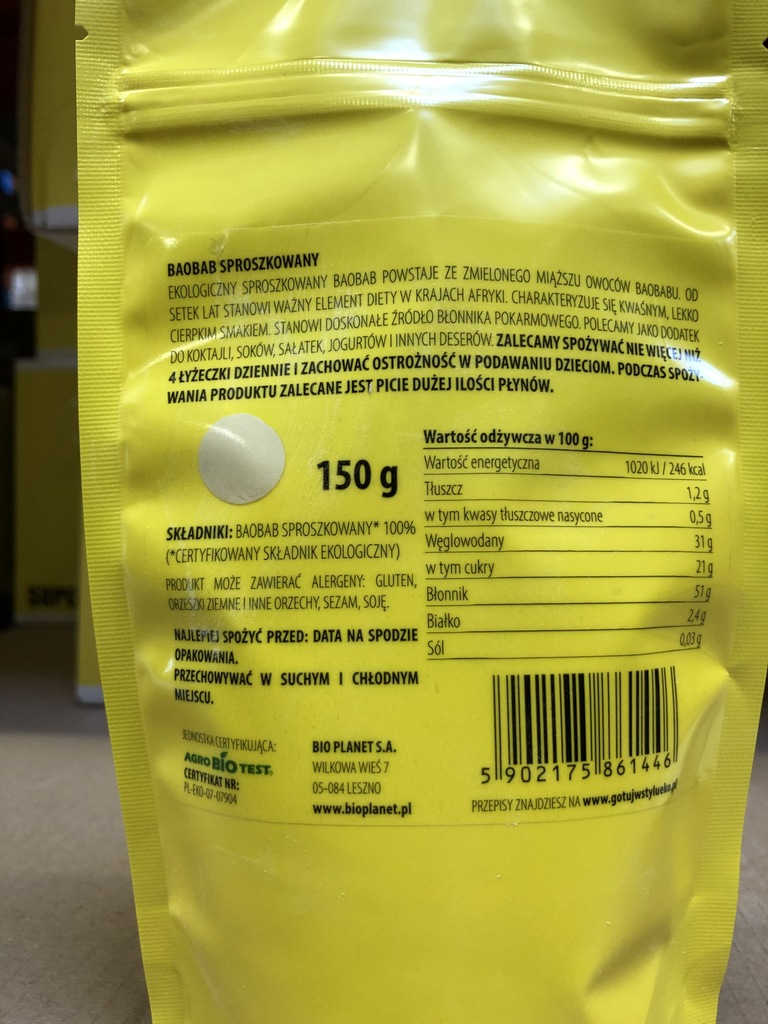 BAOBAB SPROSZKOWANY
EKOLOGICZNY SPROSZKOWANY BAOBAB POWSTAJE ZE ZMIELONEGO MIĄŻSZU OWOCÓW BAOBABU. OD
SETEK LAT STANOWI WAŻNY ELEMENT DIETY W KRAJACH AFRYKI. CHARAKTERYZUJE SIĘ KWAŚNYM, LEKKO
CIERPKIM SMAKIEM. STANOWI DOSKONAŁE ŹRÓDŁO BŁONNIKA POKARMOWEGO. POLECAMY JAKO DODATEK
DO KOKTAJLI, SOKÓW, SAŁATEK, JOGURTÓW I INNYCH DESERÓW. ZALECAMY SPOŻYWAĆ NIE WIĘCEJ NIŻ
4 ŁYŻECZKI DZIENNIE I ZACHOWAĆ OSTROŻNOŚĆ W PODAWANIU DZIECIOM. PODCZAS SPOŻY-
WANIA PRODUKTU ZALECANE JEST PICIE DUŻEJ ILOŚCI PŁYNÓW.
150 g
SKŁADNIKI: BAOBAB SPROSZKOWANY* 100%
(*CERTYFIKOWANY SKŁADNIK EKOLOGICZNY)
PRODUKT MOŻE ZAWIERAĆ ALERGENY: GLUTEN,
ORZESZKI ZIEMNE I INNE ORZECHY, SEZAM, SOJĘ.
NAJLEPIEJ SPOŻYĆ PRZED: DATA NA SPODZIE
OPAKOWANIA.
PRZECHOWYWAĆ W SUCHYM I CHŁODNYM
MIEJSCU.
Wartość odżywcza w 100 g:
Wartość energetyczna 1020 kJ / 246 kcal
Tłuszcz 1,2 g
w tym kwasy tłuszczowe nasycone 0,5 g
Węglowodany 31 g
w tym cukry 21 g
Błonnik 51 g
Białko 2,4 g
Sól 0,03 g
JEDNOSTKA CERTYFIKUJĄCA:
AGRO BIO TEST
CERTYFIKAT NR:
PL-EKO-07-07904
BIO PLANET S.A.
WILKOWA WIEŚ 7
05-084 LESZNO
www.bioplanet.pl
5 902175 861446
PRZEPISY ZNAJDZIESZ NA www.gotujwstylueko.pl
SUPE